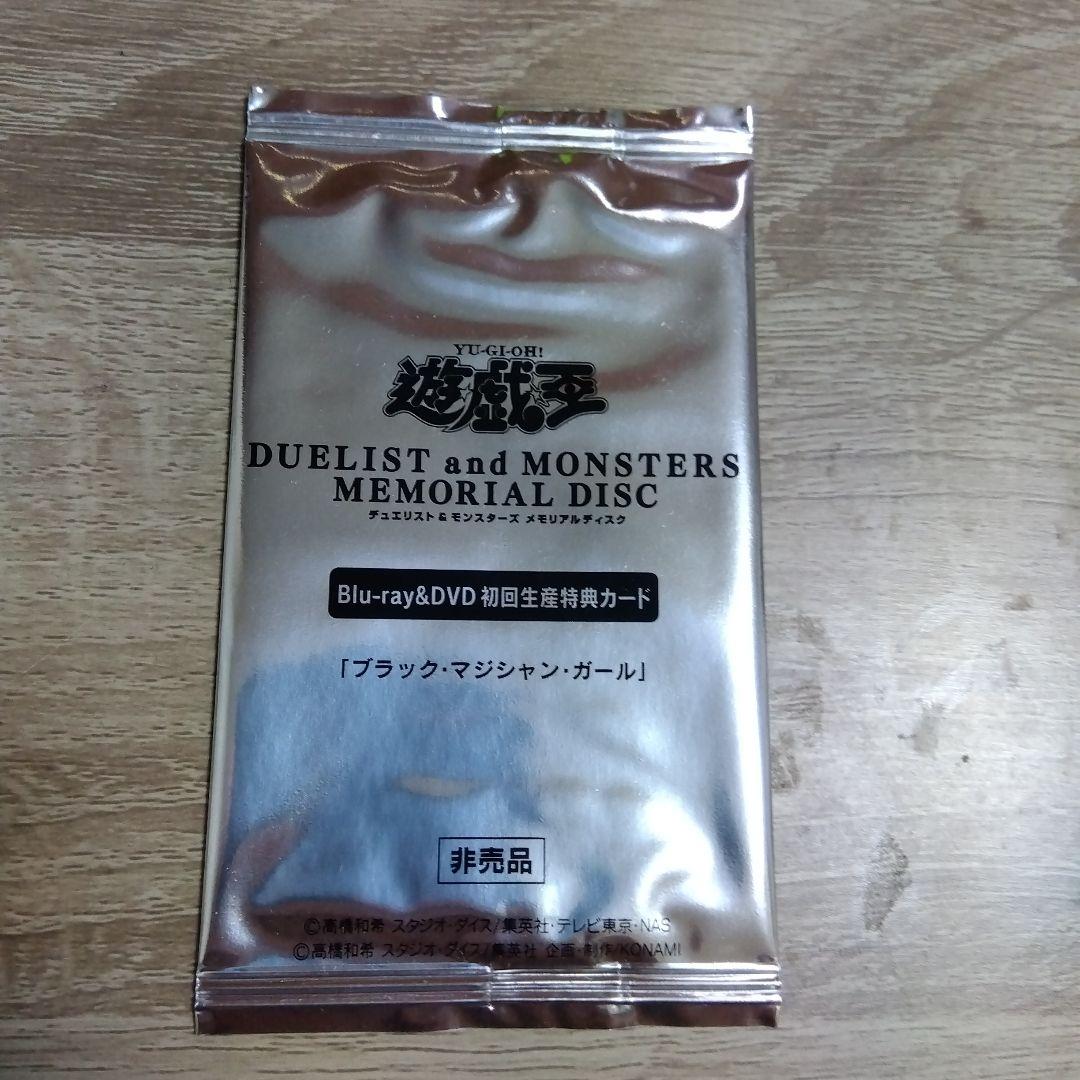 YU-GI-OH!
遊戯王
DUELIST and MONSTERS
MEMORIAL DISC
デュエリスト&モンスターズ メモリアルディスク
Blu-ray&DVD 初回生産特典カード
「ブラック・マジシャン・ガール」
非売品
©高橋和希 スタジオ・ダイス/集英社・テレビ東京・NAS
©高橋和希 スタジオ・ダイス/集英社 企画・制作/KONAMI